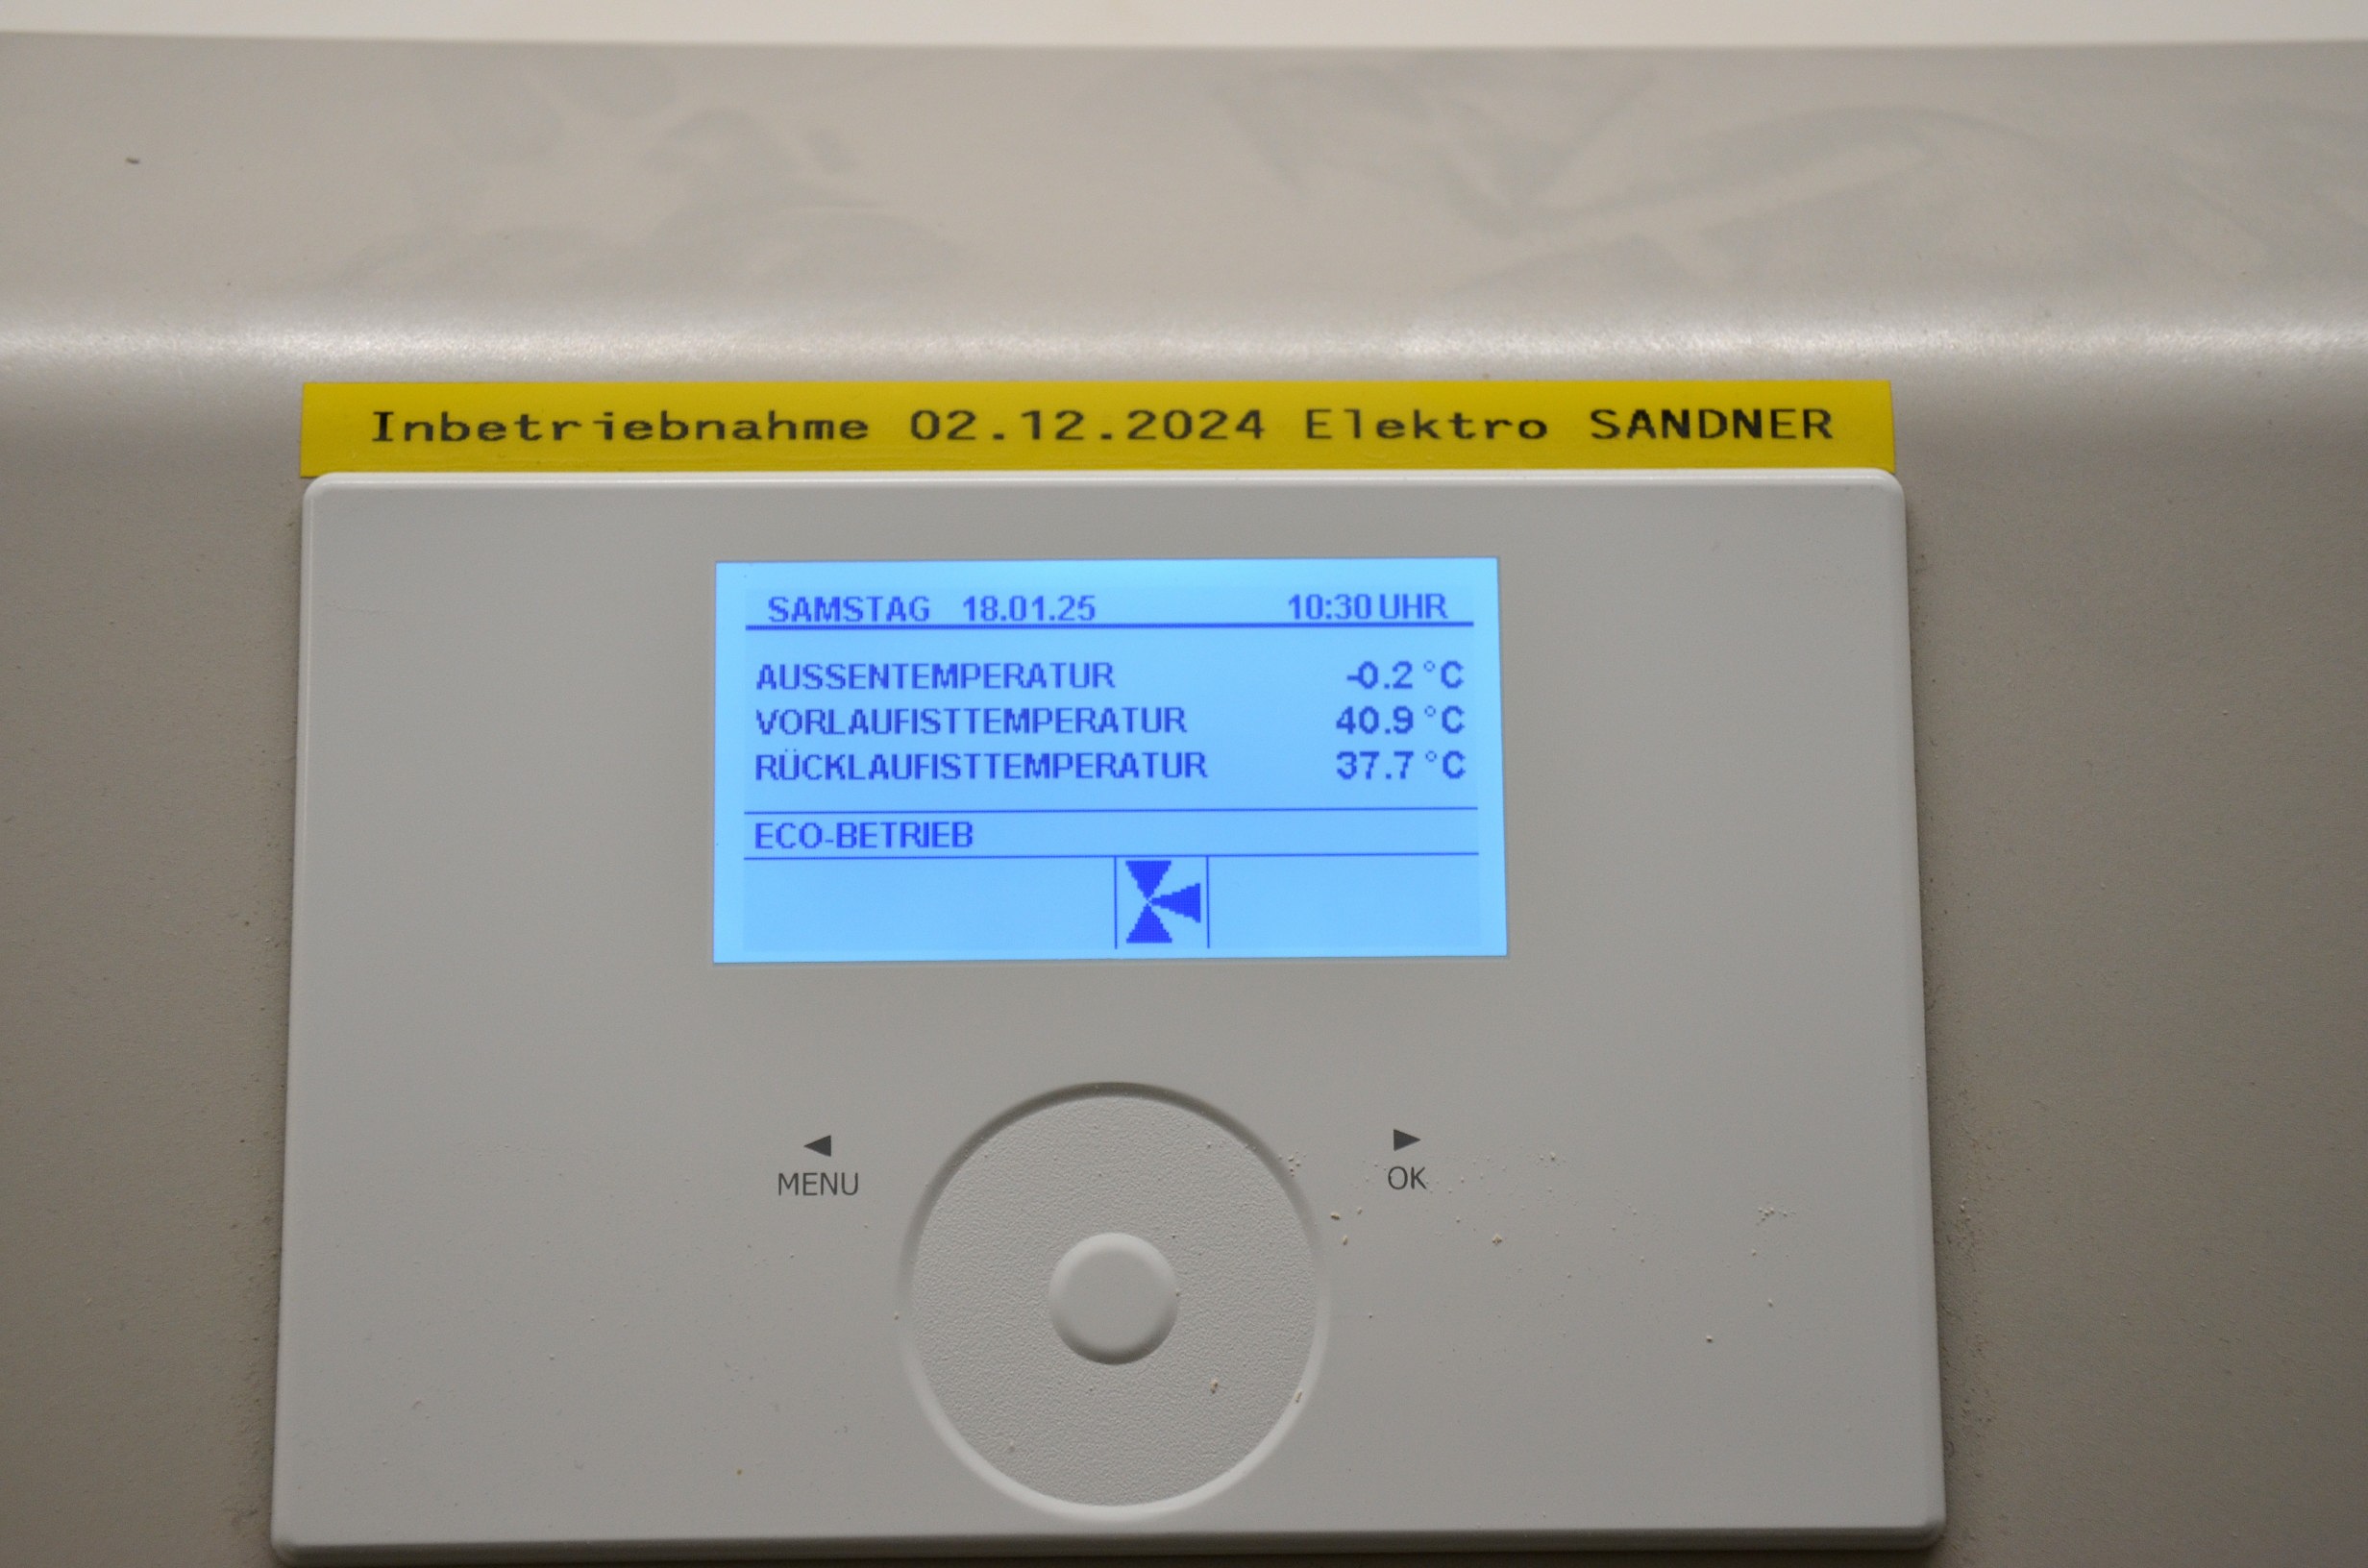 Inbetriebnahme 02.12.2024 Elektro SANDNER
SAMSTAG 18.01.25 10:30 UHR
AUSSENTEMPERATUR -0.2 °C
VORLAUFISTTEMPERATUR 40.9 °C
RÜCKLAUFISTTEMPERATUR 37.7 °C
ECO-BETRIEB
◀ ▶
MENU OK